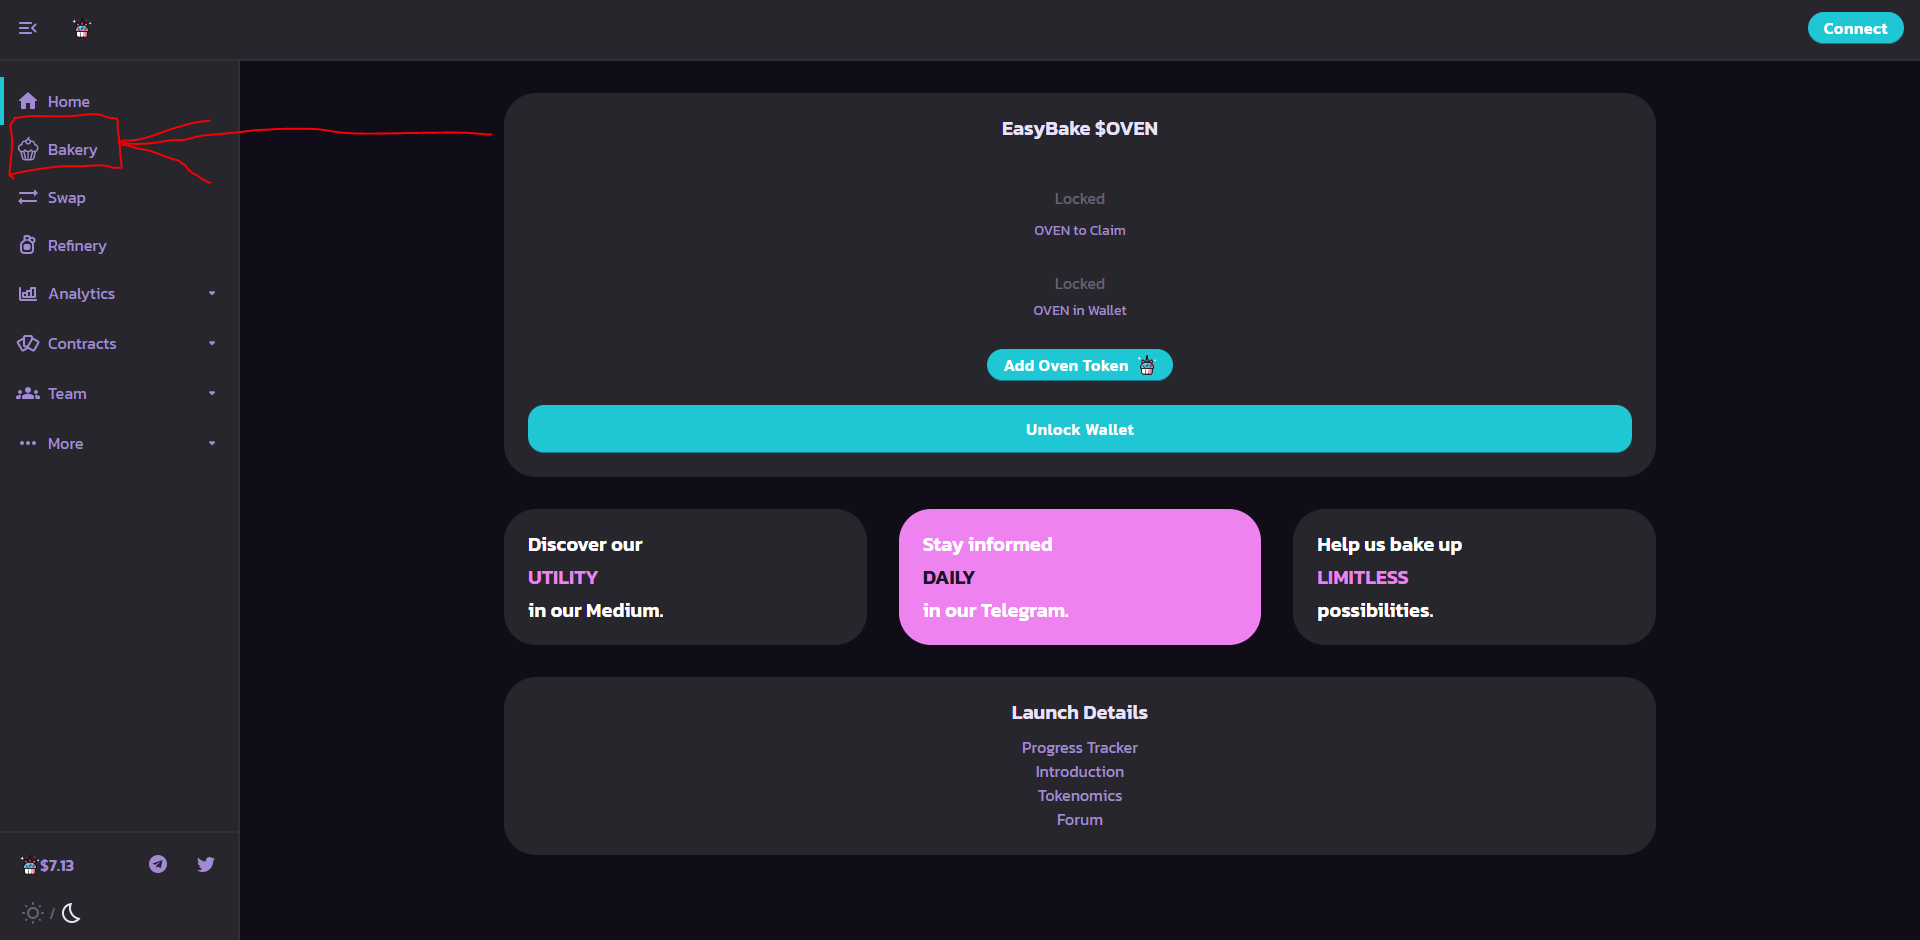 Connect
Home
Bakery
Swap
Refinery
Analytics
Contracts
Team
More
$7.13
/
EasyBake $OVEN
Locked
OVEN to Claim
Locked
OVEN in Wallet
Add Oven Token
Unlock Wallet
Discover our
UTILITY
in our Medium.
Stay informed
DAILY
in our Telegram.
Help us bake up
LIMITLESS
possibilities.
Launch Details
Progress Tracker
Introduction
Tokenomics
Forum